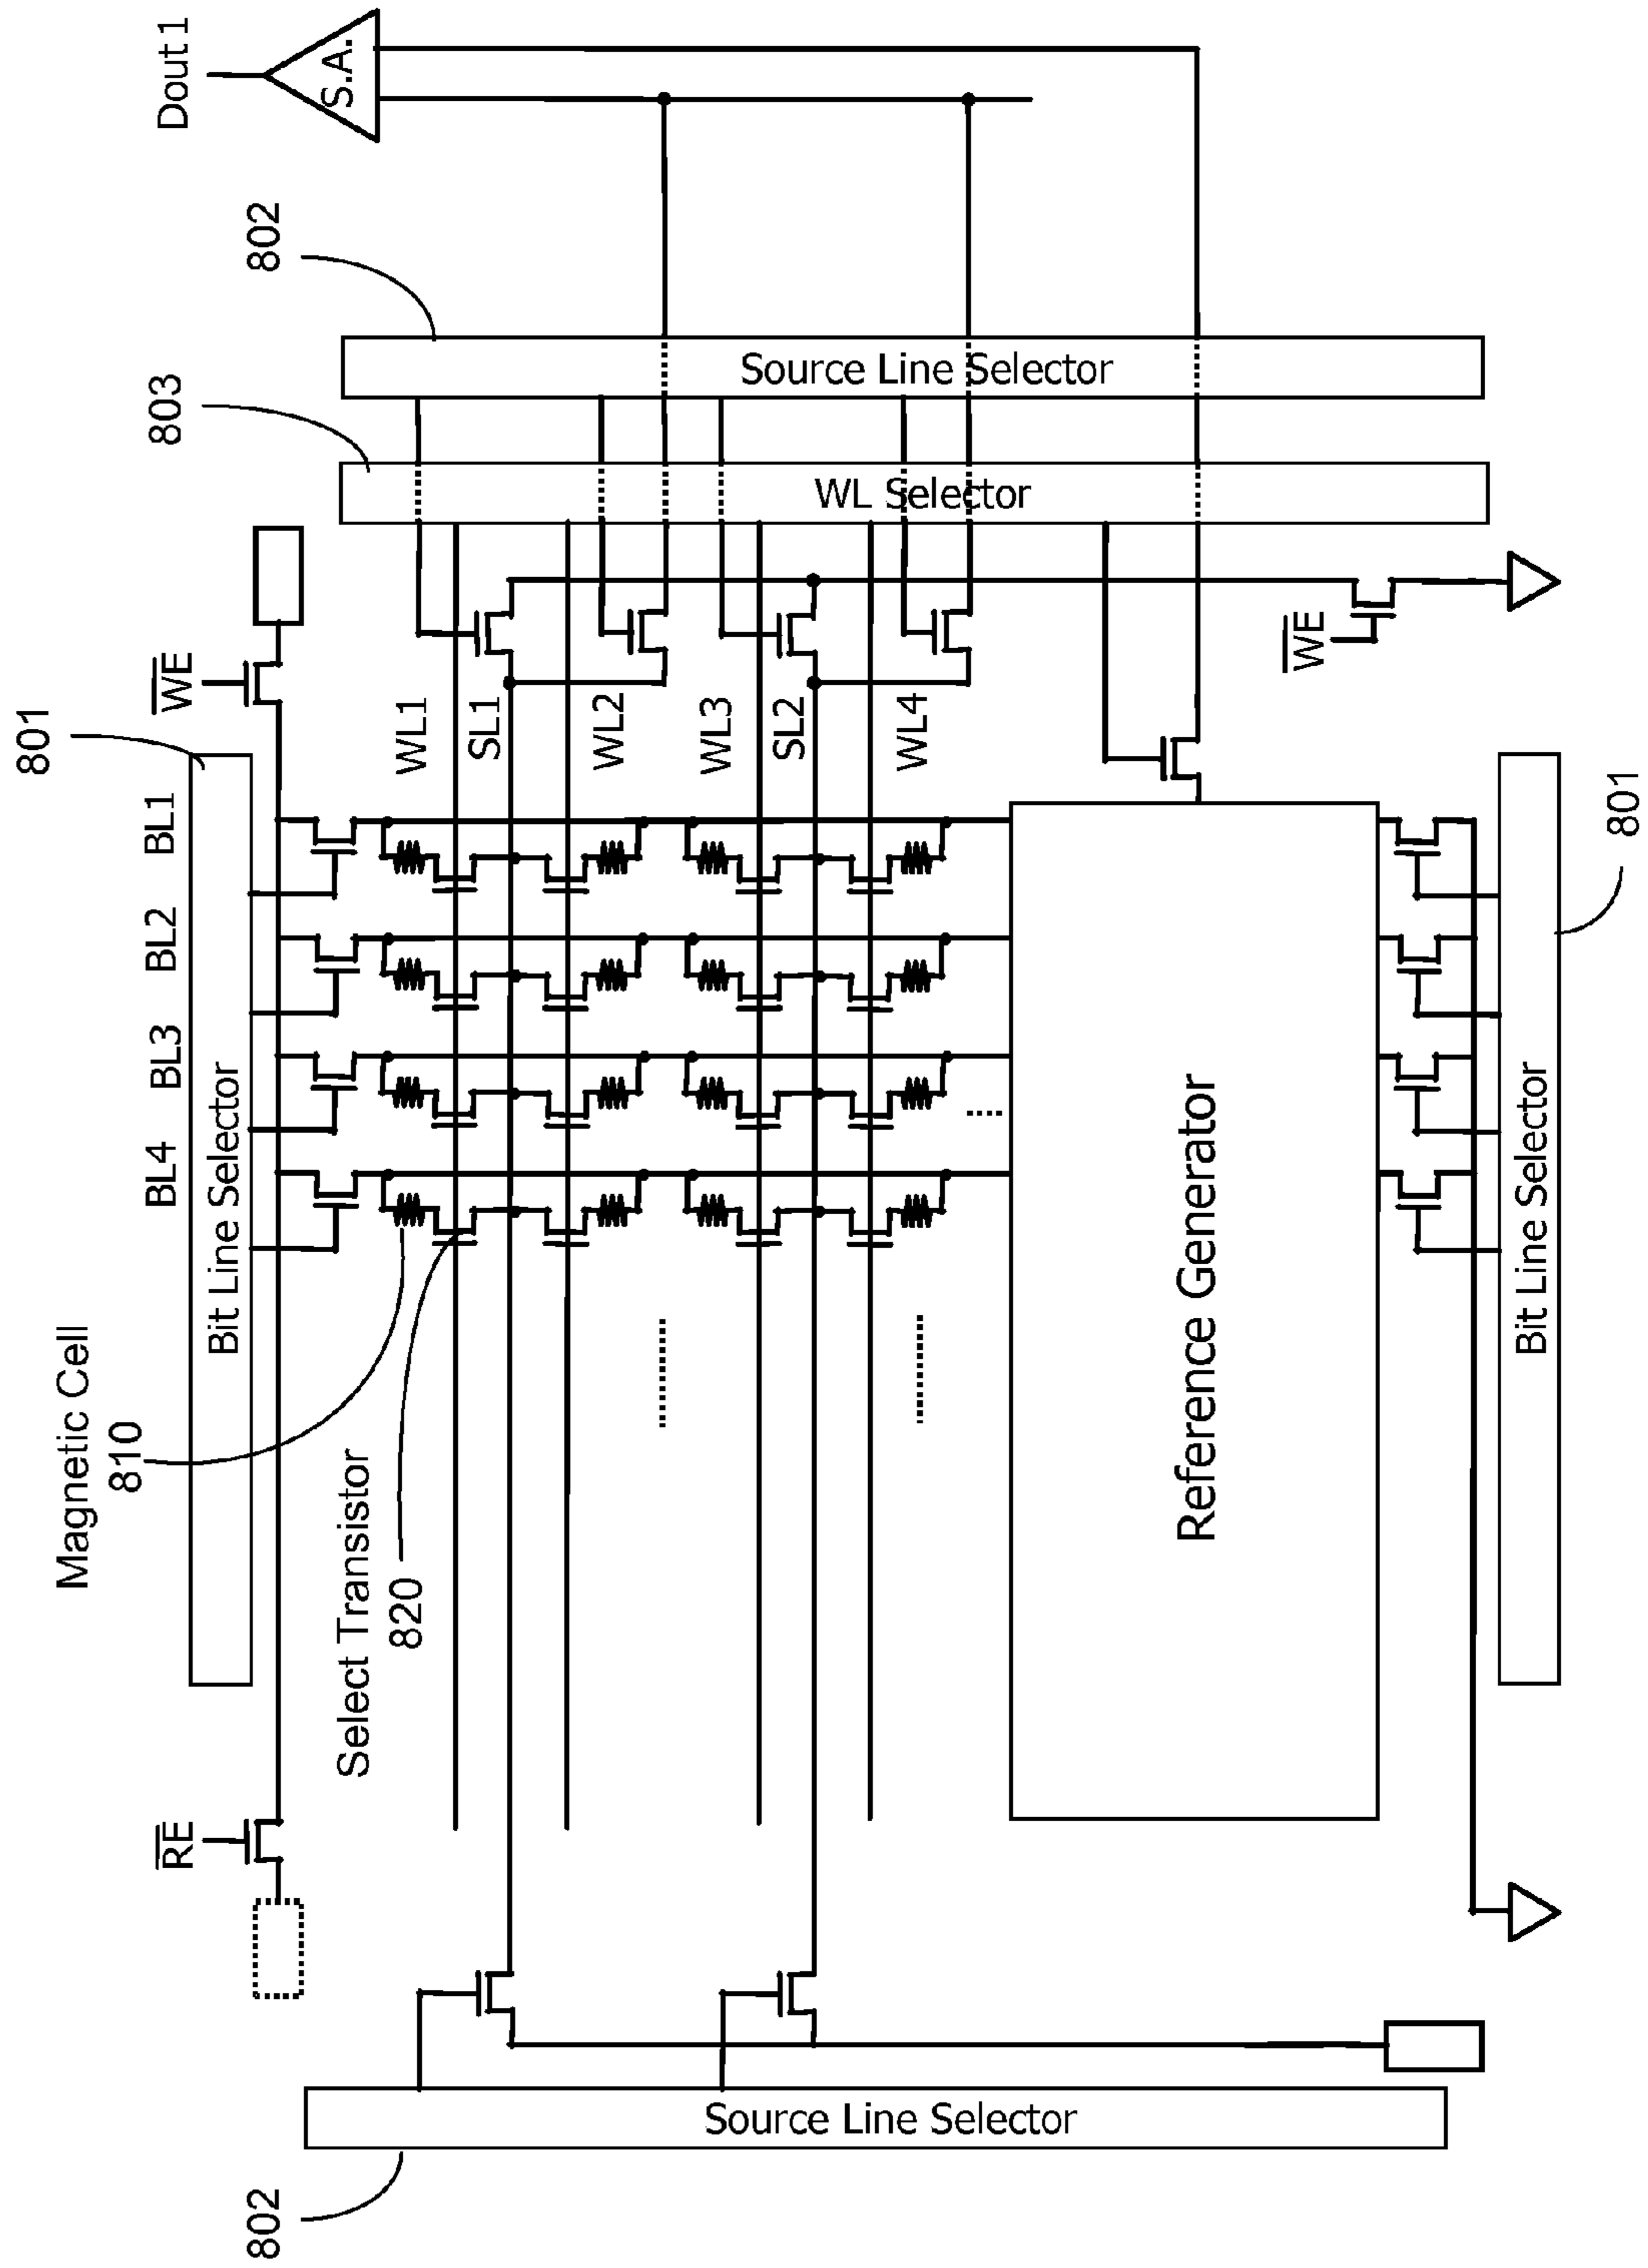 Dout1
S.A.
802
Source Line Selector
803
WL Selector
WE
801
BL1
BL2
BL3
BL4
Bit Line Selector
WL1
SL1
WL2
WL3
SL2
WL4
WE
Magnetic Cell
810
Select Transistor
820
Reference Generator
801
Bit Line Selector
RE
Source Line Selector
802